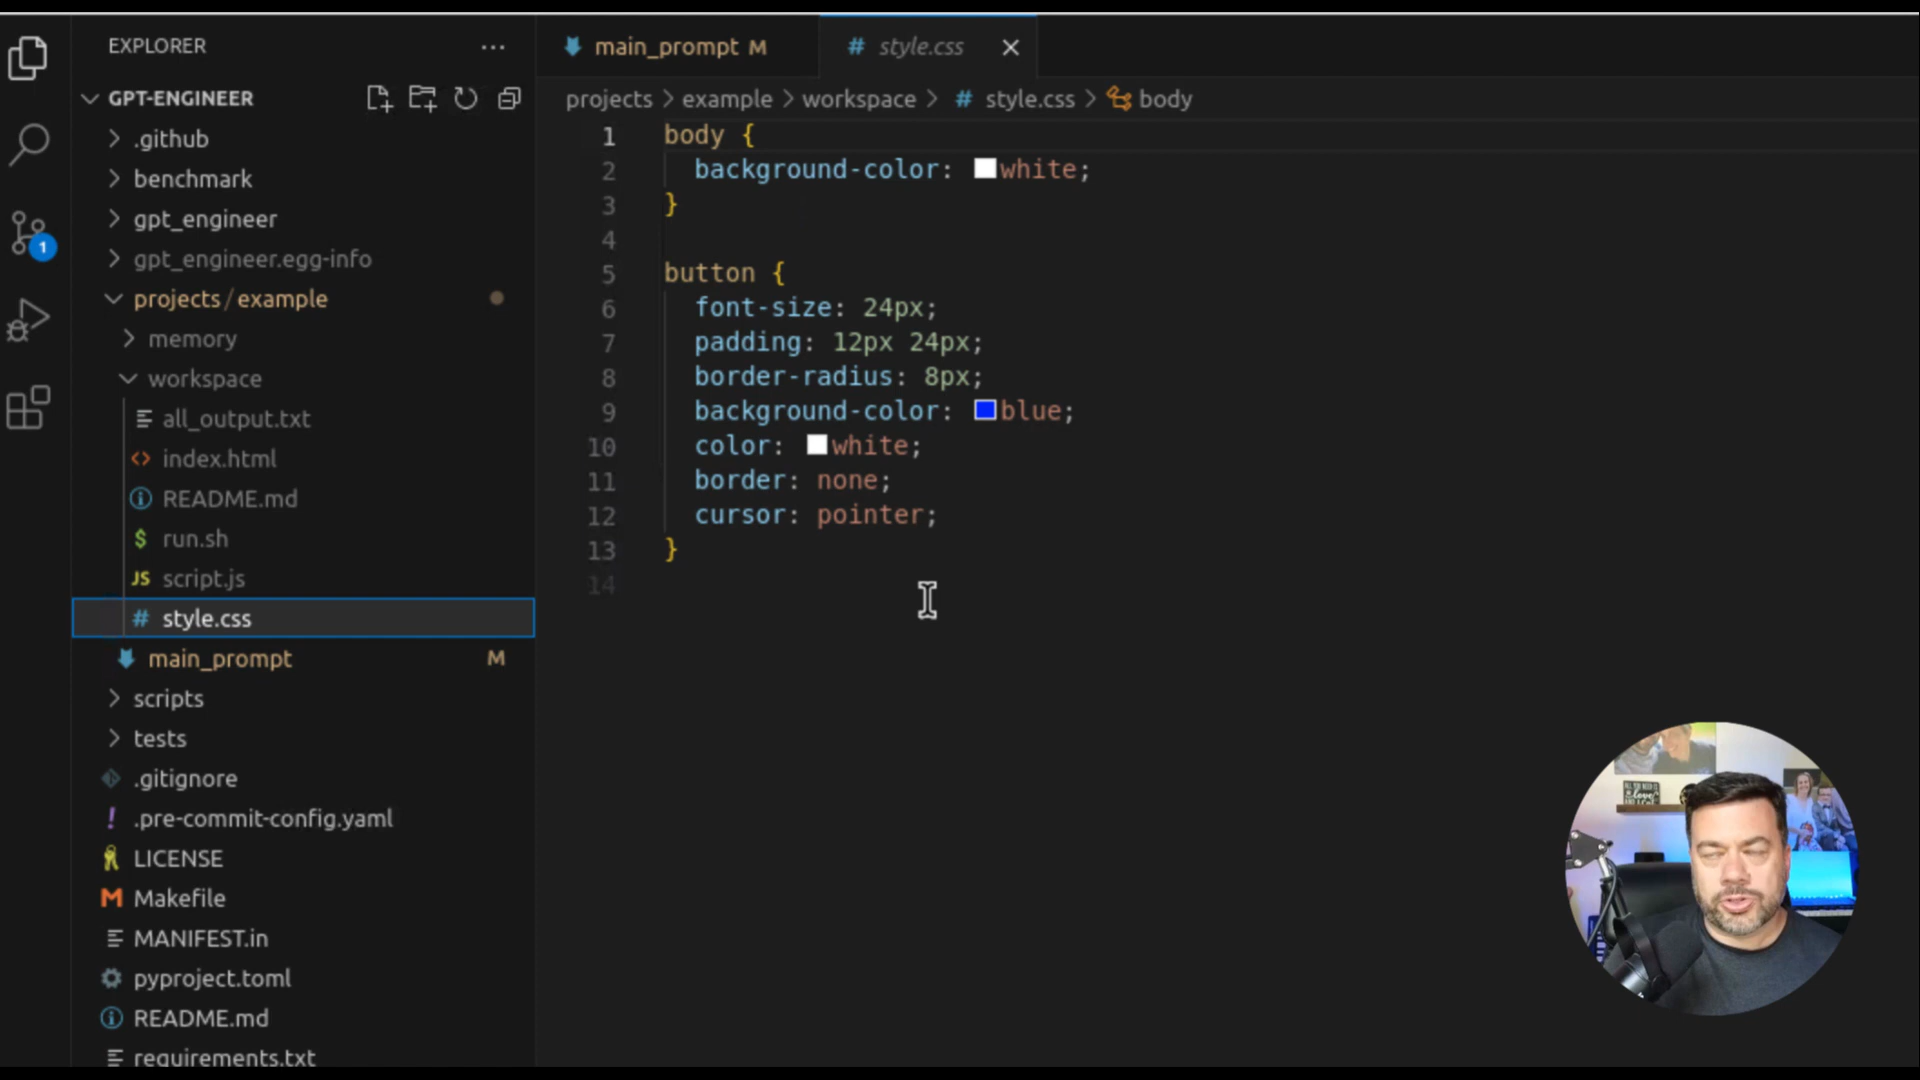 EXPLORER
GPT-ENGINEER
.github
benchmark
gpt_engineer
gpt_engineer.egg-info
projects / example
memory
workspace
all_output.txt
index.html
README.md
run.sh
JS script.js
# style.css
main_prompt M
scripts
tests
.gitignore
! .pre-commit-config.yaml
LICENSE
M Makefile
MANIFEST.in
pyproject.toml
README.md
requirements.txt
1
main_prompt M
# style.css
projects > example > workspace > # style.css > body
1 body {
2 background-color: white;
3 }
4
5 button {
6 font-size: 24px;
7 padding: 12px 24px;
8 border-radius: 8px;
9 background-color: blue;
10 color: white;
11 border: none;
12 cursor: pointer;
13 }
14